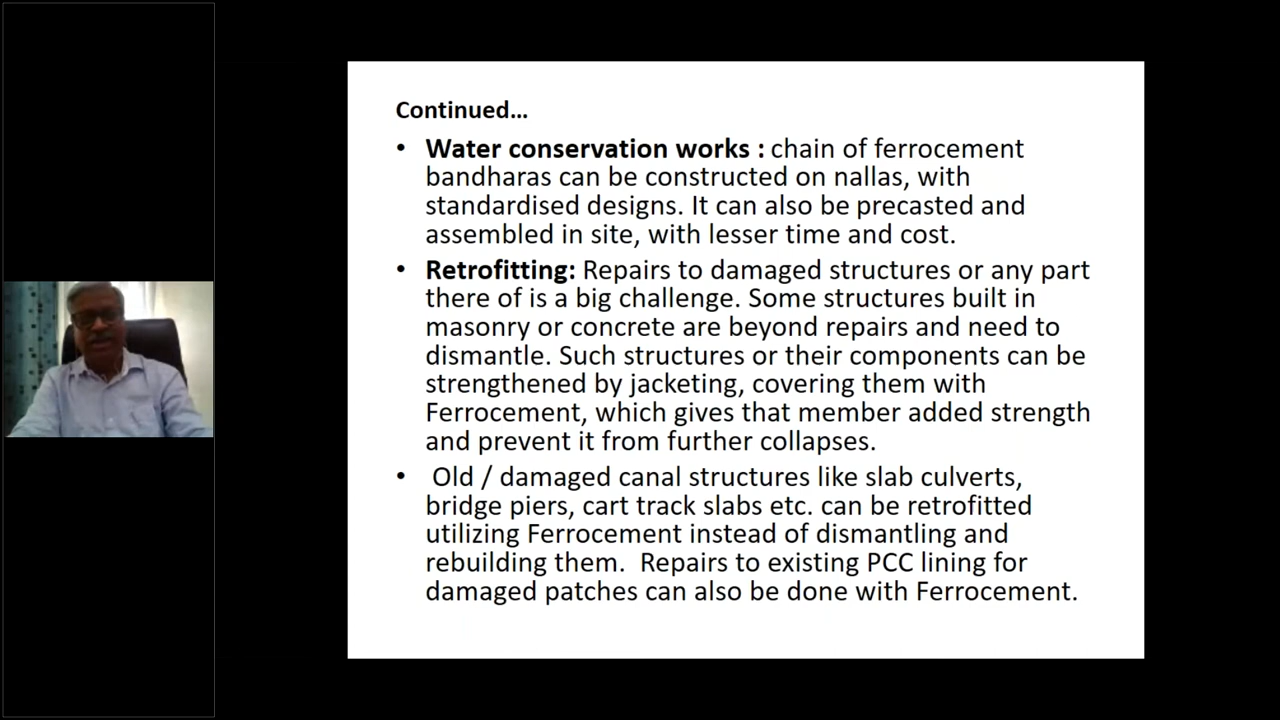 Continued...
• Water conservation works : chain of ferrocement
bandharas can be constructed on nallas, with
standardised designs. It can also be precasted and
assembled in site, with lesser time and cost.
• Retrofitting: Repairs to damaged structures or any part
there of is a big challenge. Some structures built in
masonry or concrete are beyond repairs and need to
dismantle. Such structures or their components can be
strengthened by jacketing, covering them with
Ferrocement, which gives that member added strength
and prevent it from further collapses.
• Old / damaged canal structures like slab culverts,
bridge piers, cart track slabs etc. can be retrofitted
utilizing Ferrocement instead of dismantling and
rebuilding them. Repairs to existing PCC lining for
damaged patches can also be done with Ferrocement.